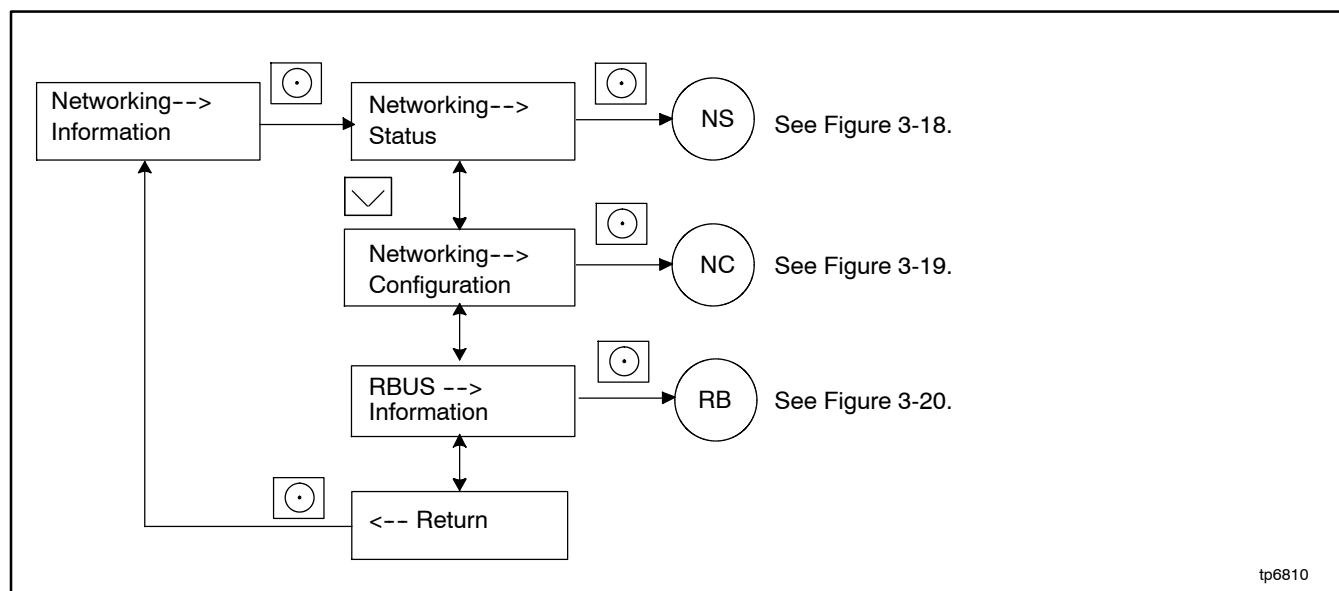 Networking-->
Information
Networking-->
Status
NS
See Figure 3-18.
Networking-->
Configuration
NC
See Figure 3-19.
RBUS -->
Information
RB
See Figure 3-20.
<-- Return
tp6810